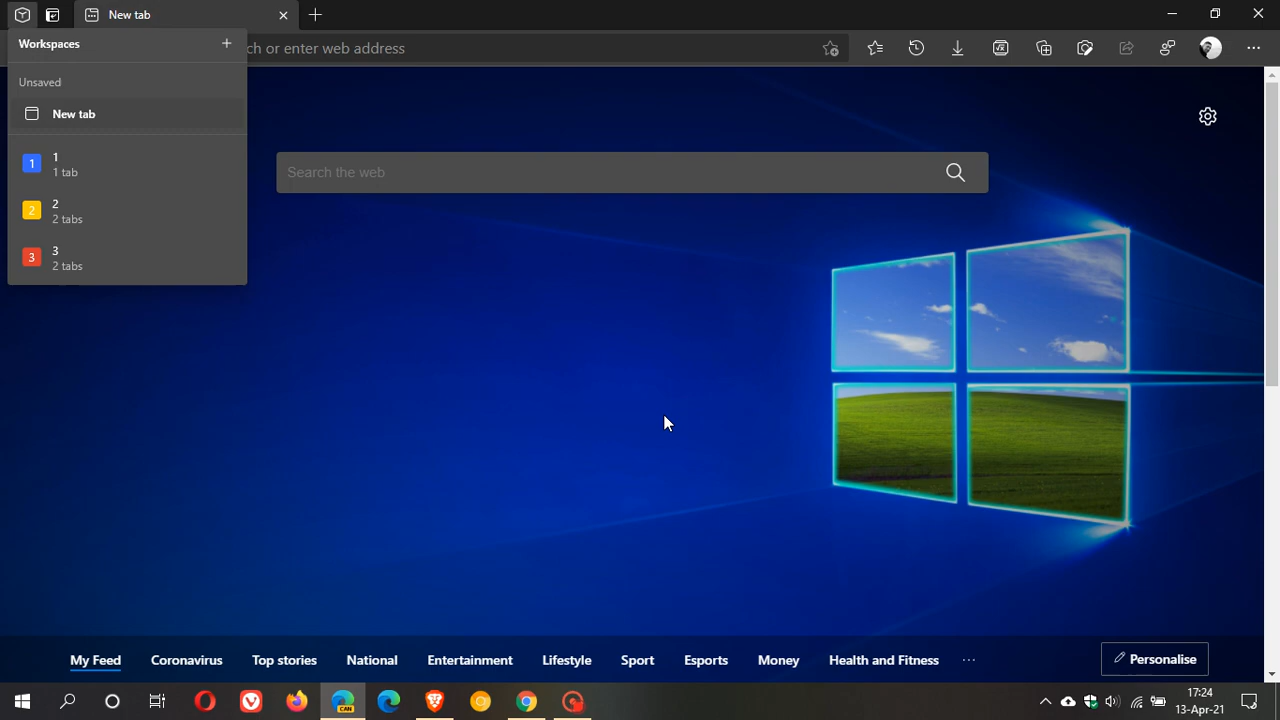 New tab
Workspaces
ch or enter web address
Unsaved
New tab
1
1
1 tab
2
2
2 tabs
3
3
2 tabs
Search the web
My Feed
Coronavirus
Top stories
National
Entertainment
Lifestyle
Sport
Esports
Money
Health and Fitness
Personalise
CAN
17:24
13-Apr-21